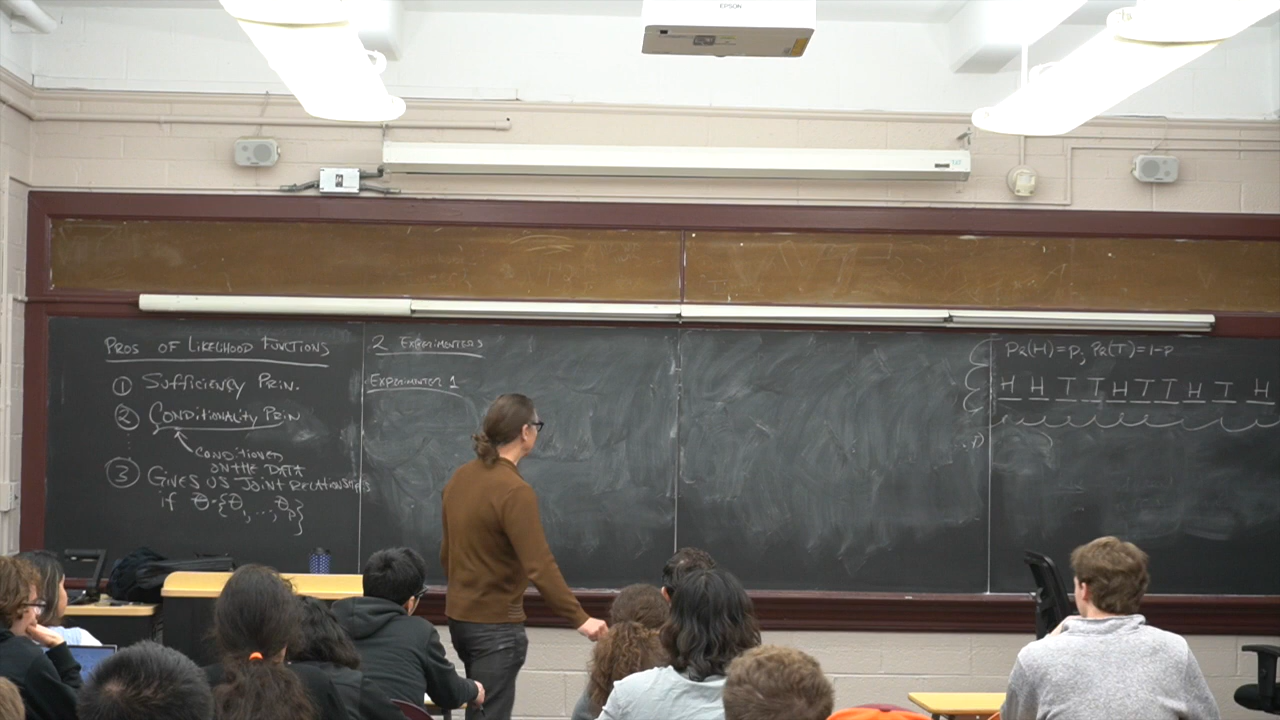 EPSON
PROS OF LIKELIHOOD FUNCTIONS
① SUFFICIENCY PRIN.
② CONDITIONALITY PRIN
CONDITIONED
ON THE DATA
③ GIVES US JOINT RELATIONSHIPS
if θ = {θ₁, ..., θₚ}
2 EXPERIMENTERS
EXPERIMENTER 1
PR(H)=p, PR(T)=1-p
H H T T H T T H T H